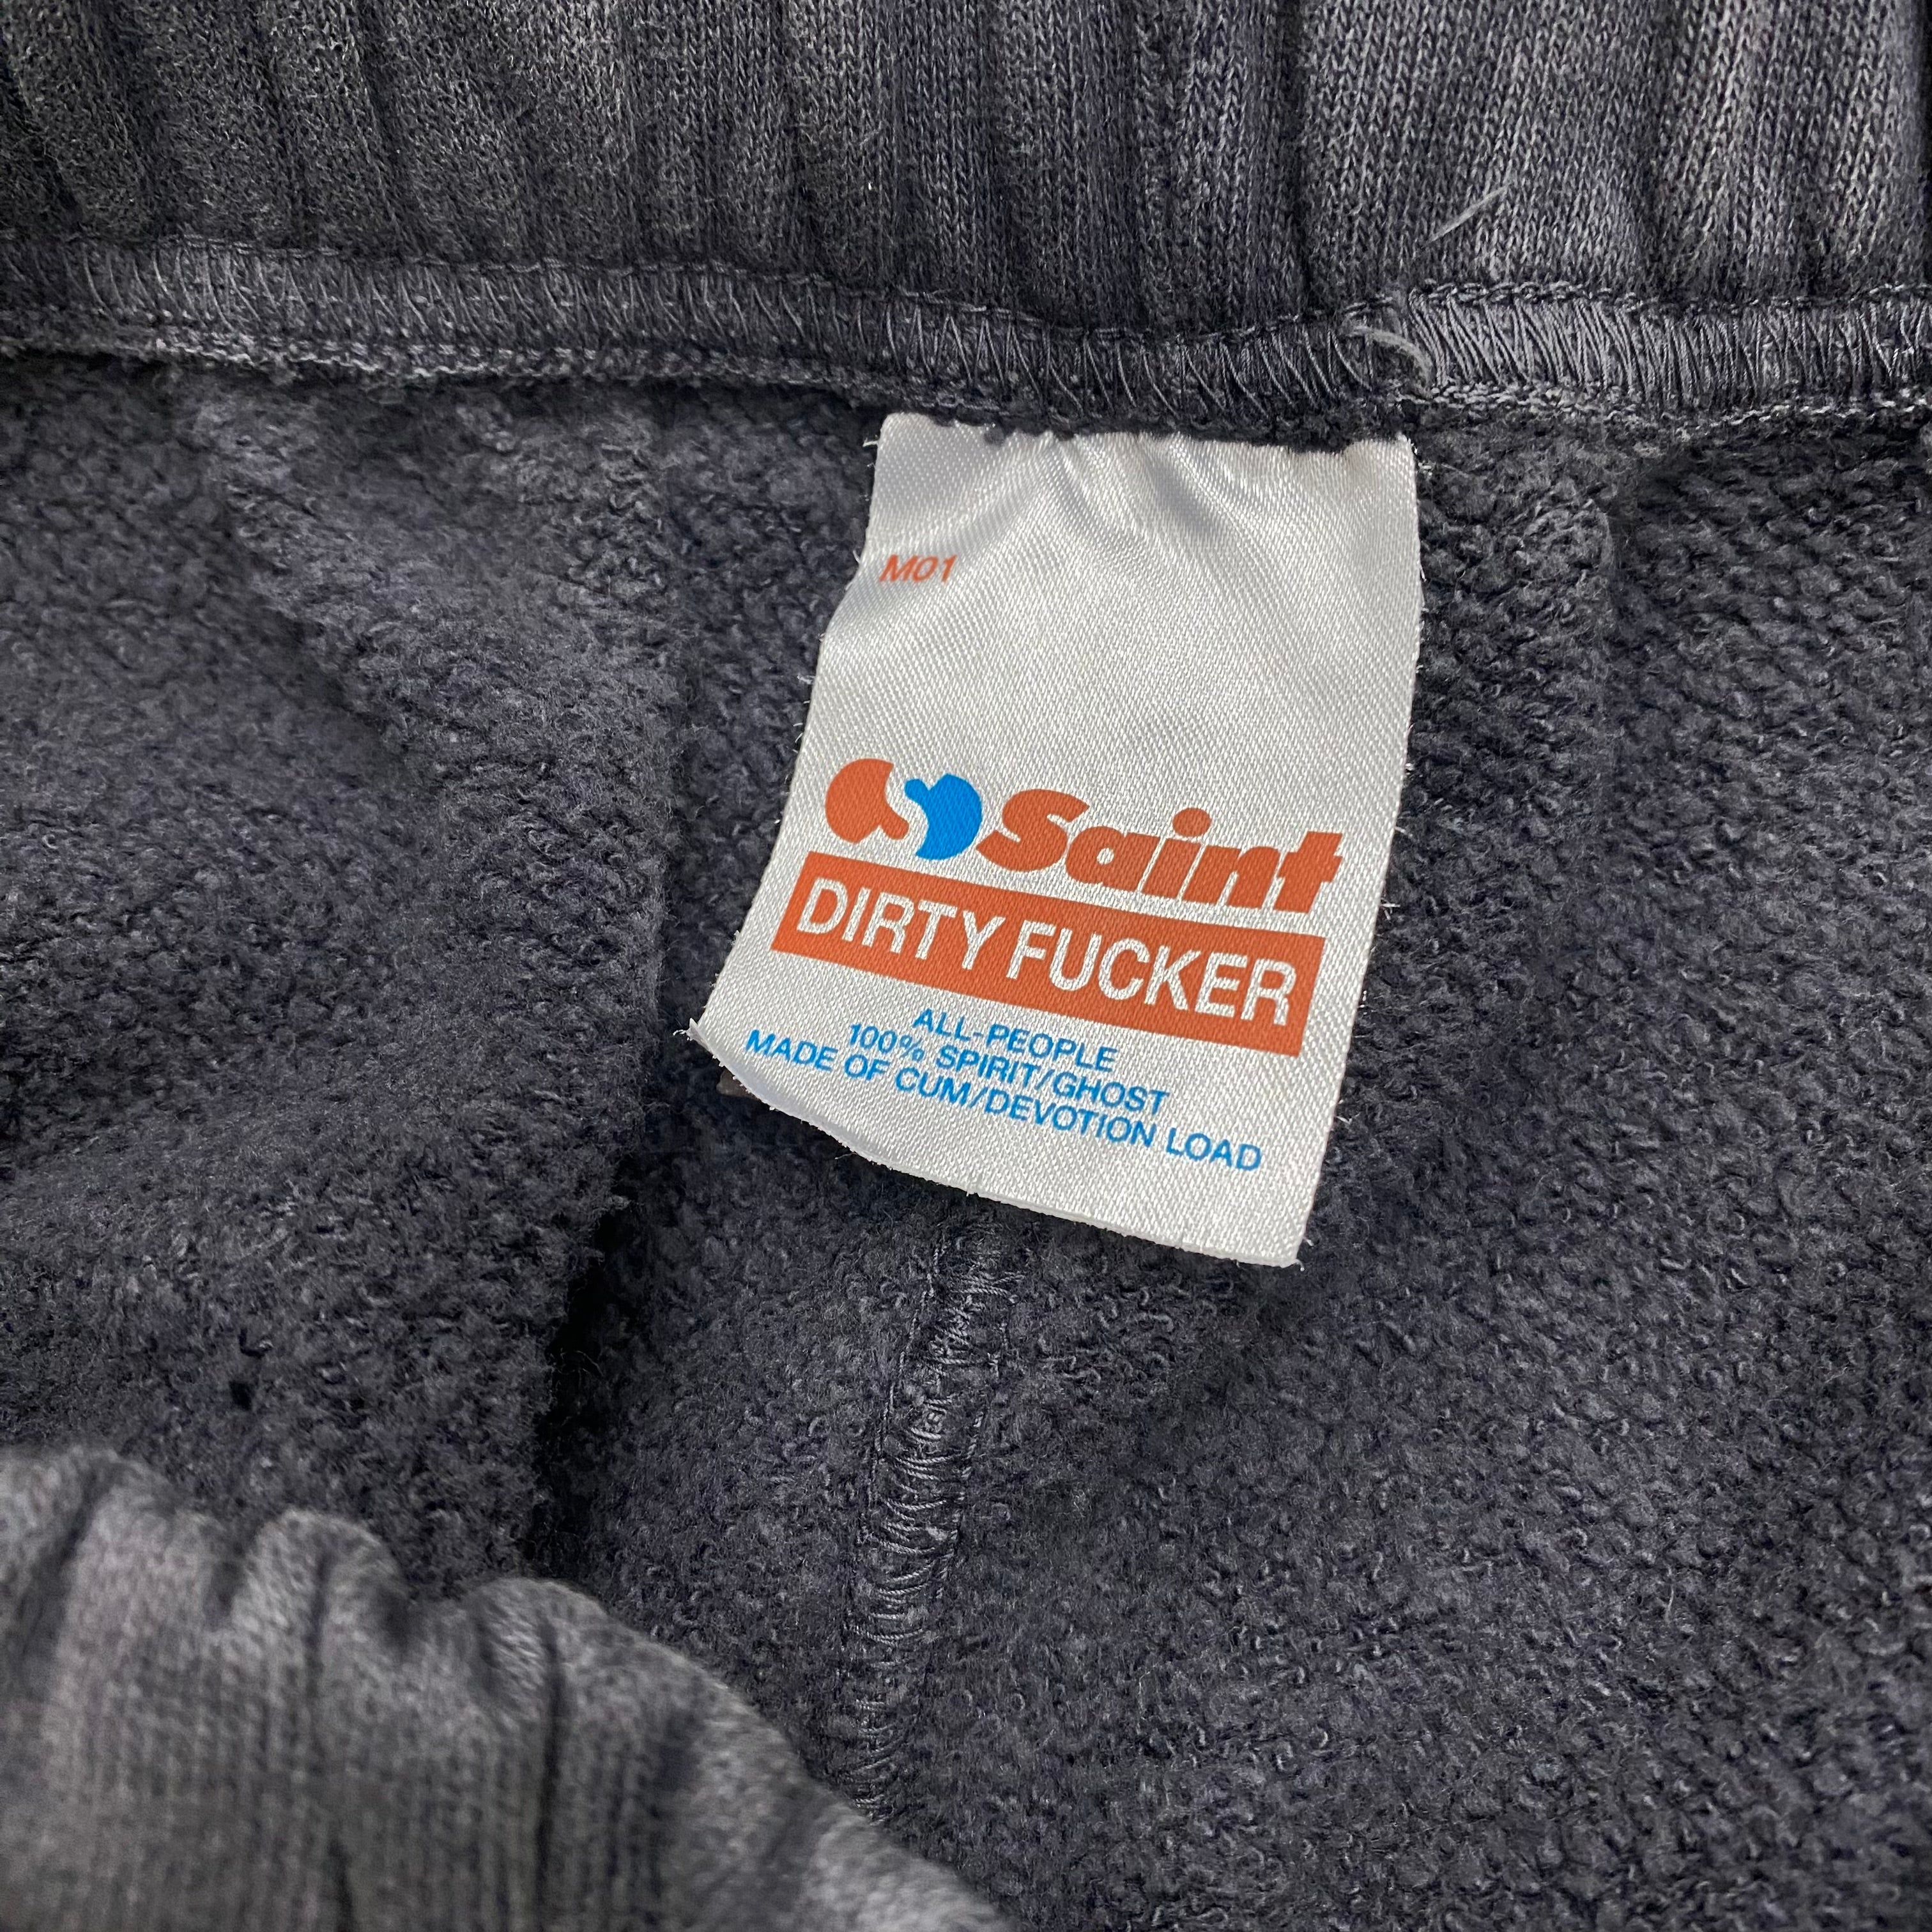 M01
Saint
DIRTY FUCKER
ALL-PEOPLE
100% SPIRIT/GHOST
MADE OF CUM/DEVOTION LOAD